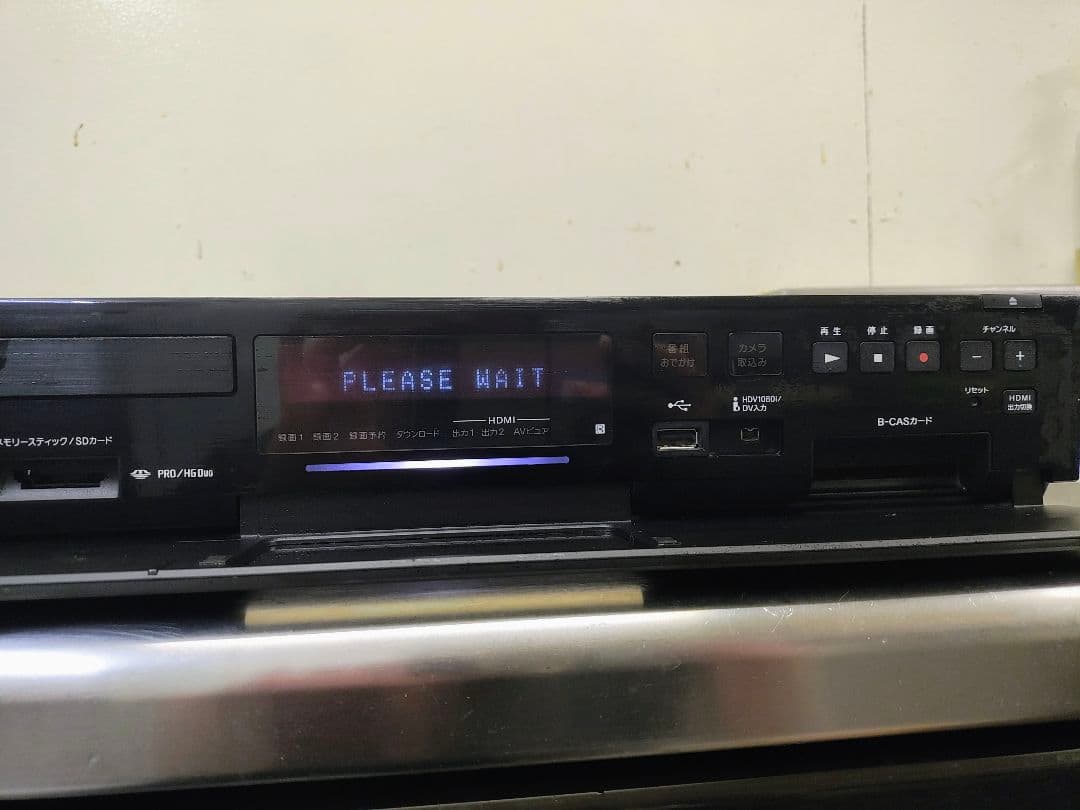 PLEASE WAIT
HDMI
録画1 録画2 録画予約 ダウンロード 出力1 出力2 AVピュア
メモリースティック/SDカード
PRO/HG Duo
番組
おでかけ
カメラ
取込み
HDV1080i/
DV入力
再生 停止 録画 チャンネル
リセット
HDMI
出力切換
B-CASカード